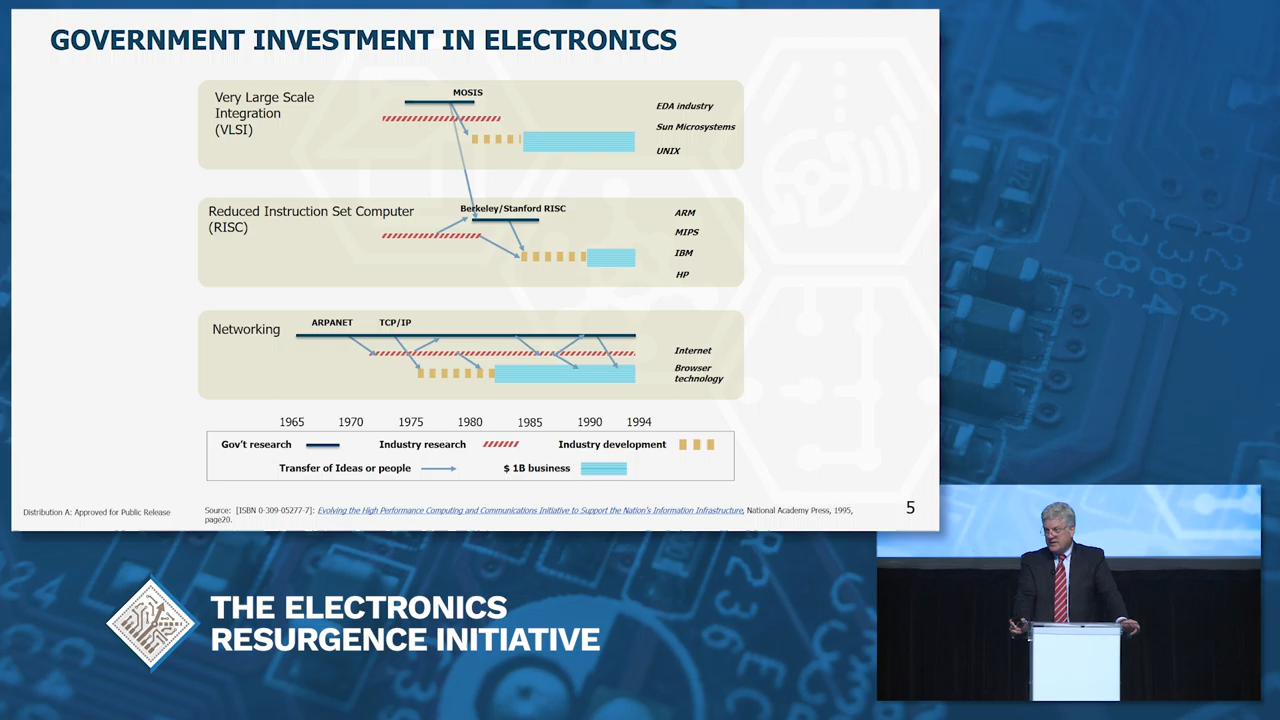 GOVERNMENT INVESTMENT IN ELECTRONICS
Very Large Scale
Integration
(VLSI)
MOSIS
EDA industry
Sun Microsystems
UNIX
Reduced Instruction Set Computer
(RISC)
Berkeley/Stanford RISC
ARM
MIPS
IBM
HP
Networking
ARPANET
TCP/IP
Internet
Browser
technology
1965 1970 1975 1980 1985 1990 1994
Gov't research Industry research Industry development
Transfer of Ideas or people $ 1B business
Distribution A: Approved for Public Release
Source: [ISBN 0-309-05277-7]: Evolving the High Performance Computing and Communications Initiative to Support the Nation's Information Infrastructure, National Academy Press, 1995,
page20.
5
THE ELECTRONICS
RESURGENCE INITIATIVE